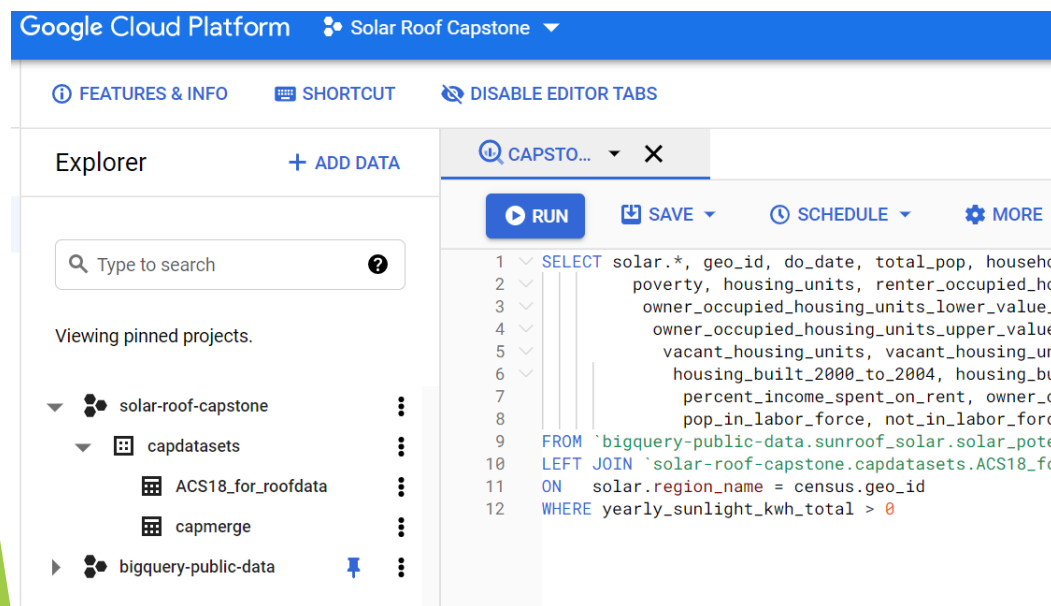 Google Cloud Platform Solar Roof Capstone
FEATURES & INFO SHORTCUT DISABLE EDITOR TABS
Explorer + ADD DATA
CAPSTO...
RUN SAVE SCHEDULE MORE
Type to search
Viewing pinned projects.
solar-roof-capstone
capdatasets
ACS18_for_roofdata
capmerge
bigquery-public-data
1 SELECT solar.*, geo_id, do_date, total_pop, househo
2 poverty, housing_units, renter_occupied_ho
3 owner_occupied_housing_units_lower_value_
4 owner_occupied_housing_units_upper_value
5 vacant_housing_units, vacant_housing_un
6 housing_built_2000_to_2004, housing_bu
7 percent_income_spent_on_rent, owner_o
8 pop_in_labor_force, not_in_labor_forc
9 FROM `bigquery-public-data.sunroof_solar.solar_pote
10 LEFT JOIN `solar-roof-capstone.capdatasets.ACS18_fo
11 ON solar.region_name = census.geo_id
12 WHERE yearly_sunlight_kwh_total > 0